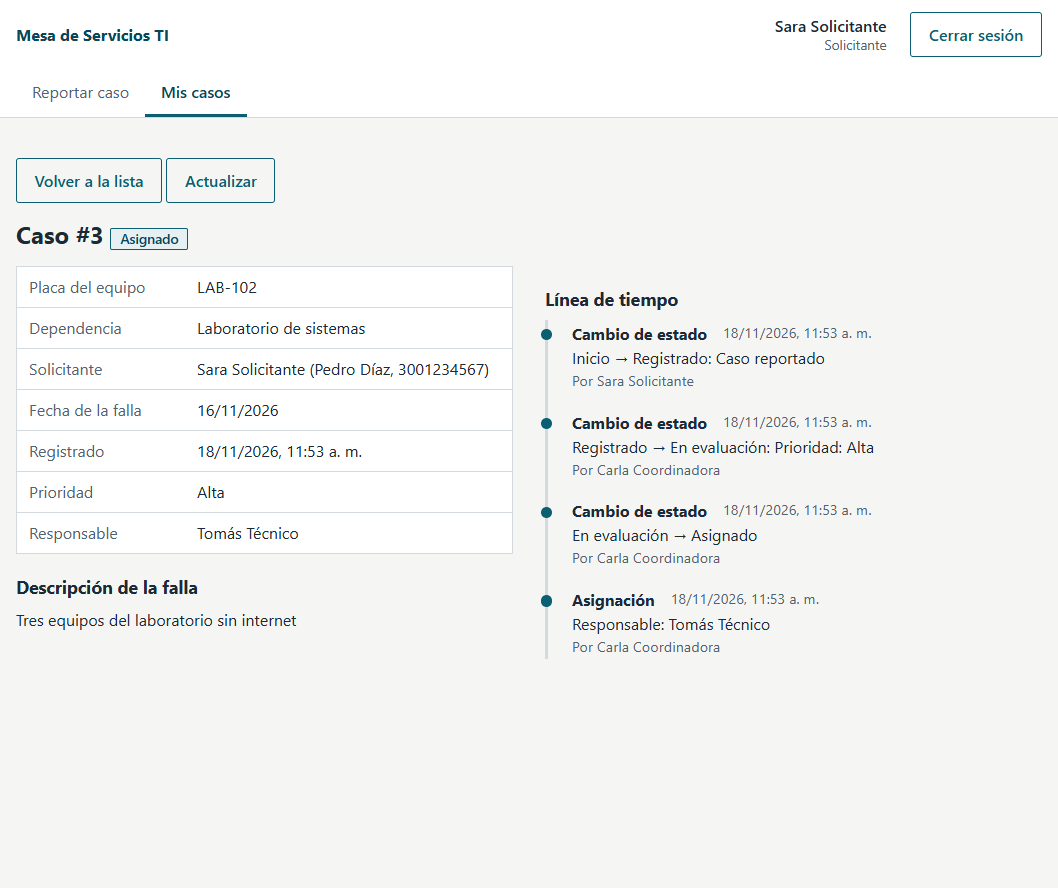 Mesa de Servicios TI
Sara Solicitante
Solicitante
Cerrar sesión
Reportar caso
Mis casos
Volver a la lista
Actualizar
Caso #3
Asignado
Placa del equipo LAB-102
Dependencia Laboratorio de sistemas
Solicitante Sara Solicitante (Pedro Díaz, 3001234567)
Fecha de la falla 16/11/2026
Registrado 18/11/2026, 11:53 a. m.
Prioridad Alta
Responsable Tomás Técnico
Descripción de la falla
Tres equipos del laboratorio sin internet
Línea de tiempo
Cambio de estado 18/11/2026, 11:53 a. m.
Inicio → Registrado: Caso reportado
Por Sara Solicitante
Cambio de estado 18/11/2026, 11:53 a. m.
Registrado → En evaluación: Prioridad: Alta
Por Carla Coordinadora
Cambio de estado 18/11/2026, 11:53 a. m.
En evaluación → Asignado
Por Carla Coordinadora
Asignación 18/11/2026, 11:53 a. m.
Responsable: Tomás Técnico
Por Carla Coordinadora